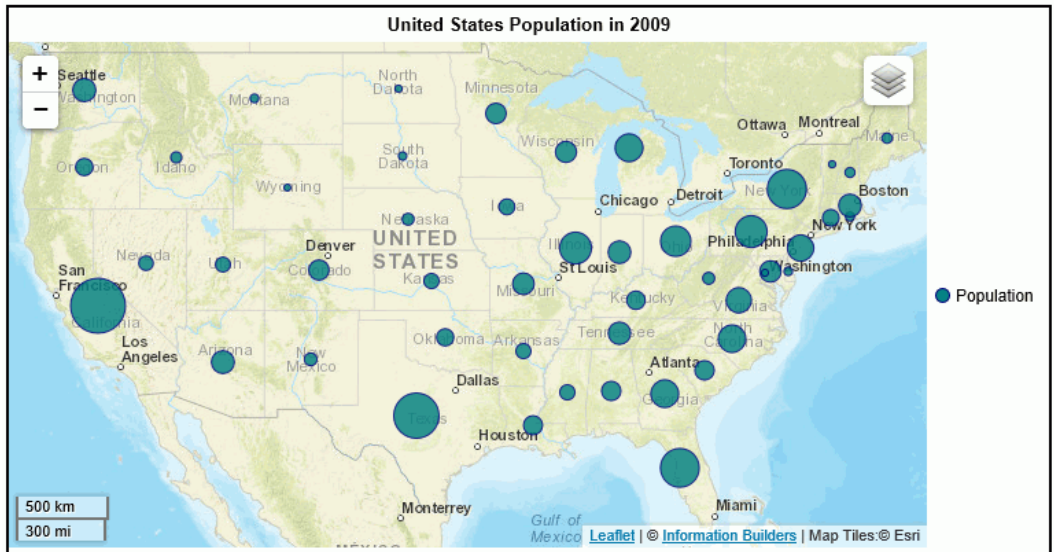 United States Population in 2009
+
−
Seattle
Washington
Montana
North
Dakota
Minnesota
Ottawa
Montreal
Maine
Oregon
Idaho
South
Dakota
Wisconsin
Toronto
Wyoming
New York
Boston
Chicago
Detroit
Iowa
Nebraska
New York
UNITED
STATES
Denver
Illinois
Ohio
Philadelphia
Nevada
Utah
Colorado
Kansas
St Louis
Washington
San
Francisco
Missouri
Kentucky
Virginia
Population
California
Los
Angeles
Arizona
New
Mexico
Oklahoma
Arkansas
Tennessee
North
Carolina
Atlanta
Dallas
Georgia
Texas
Houston
500 km
300 mi
Monterrey
Miami
Gulf of
Mexico
MÉXICO
Leaflet | © Information Builders | Map Tiles:© Esri